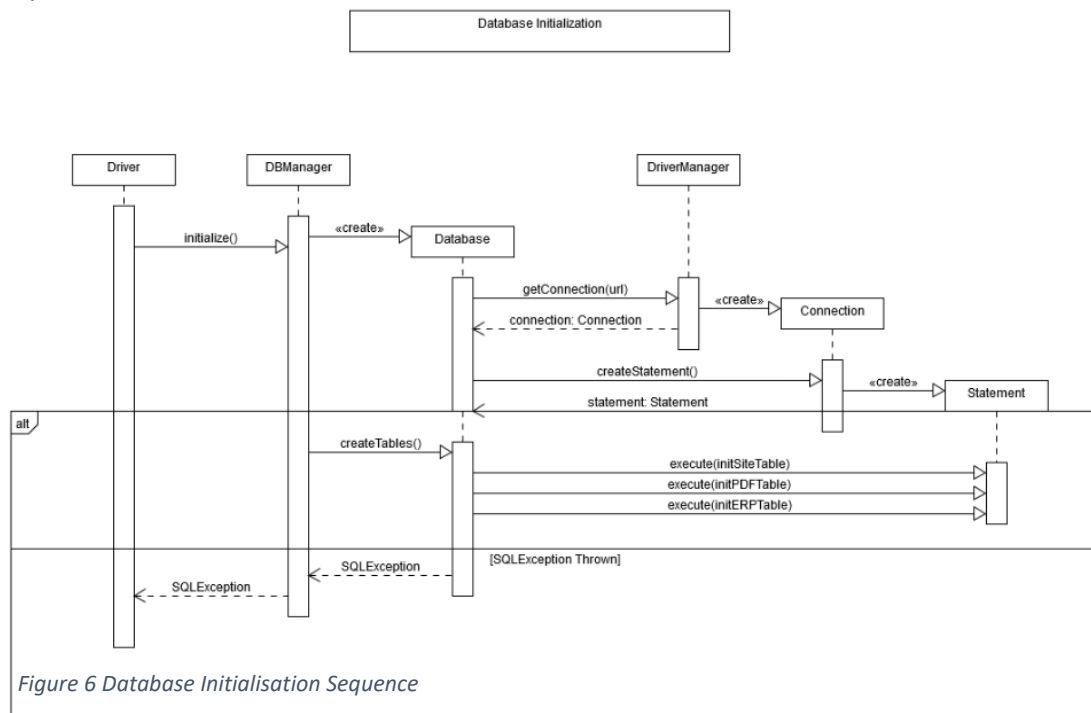 Database Initialization
Driver
DBManager
DriverManager
initialize()
«create»
Database
getConnection(url)
«create»
connection: Connection
Connection
createStatement()
«create»
statement: Statement
Statement
alt
createTables()
execute(initSiteTable)
execute(initPDFTable)
execute(initERPTable)
[SQLException Thrown]
SQLException
SQLException
Figure 6 Database Initialisation Sequence